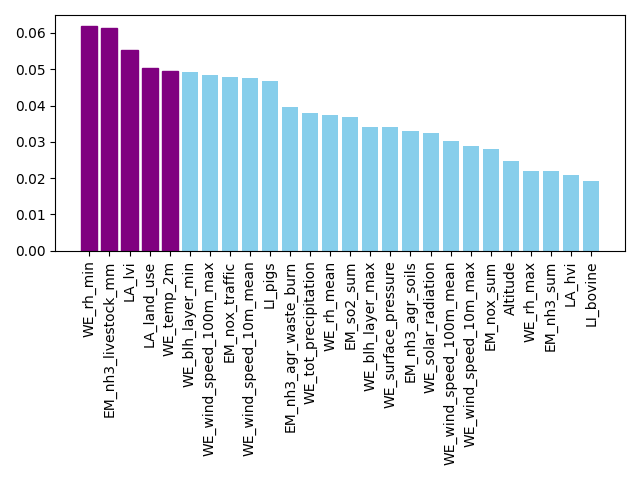 0.06
0.05
0.04
0.03
0.02
0.01
0.00
WE_rh_min
EM_nh3_livestock_mm
LA_lvi
LA_land_use
WE_temp_2m
WE_blh_layer_min
WE_wind_speed_100m_max
EM_nox_traffic
WE_wind_speed_10m_mean
LI_pigs
EM_nh3_agr_waste_burn
WE_tot_precipitation
WE_rh_mean
EM_so2_sum
WE_blh_layer_max
WE_surface_pressure
EM_nh3_agr_soils
WE_solar_radiation
WE_wind_speed_100m_mean
WE_wind_speed_10m_max
EM_nox_sum
Altitude
WE_rh_max
EM_nh3_sum
LA_hvi
LI_bovine